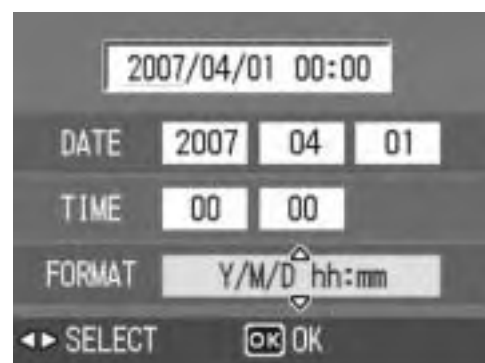 2007/04/01 00:00
DATE 2007 04 01
TIME 00 00
FORMAT Y/M/D hh:mm
SELECT OK OK